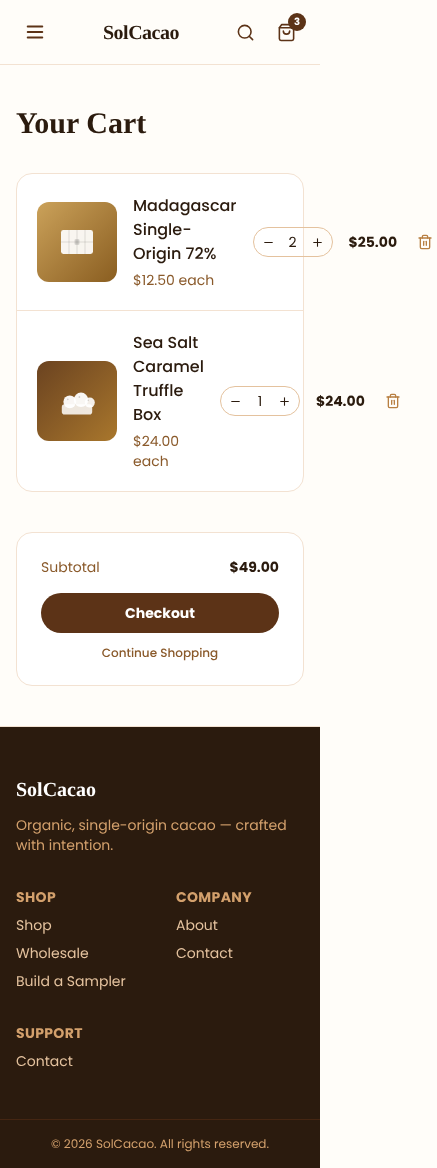 SolCacao
3
Your Cart
Madagascar
Single-
Origin 72%
$12.50 each
2
$25.00
Sea Salt
Caramel
Truffle
Box
$24.00
each
1
$24.00
Subtotal
$49.00
Checkout
Continue Shopping
SolCacao
Organic, single-origin cacao — crafted
with intention.
SHOP
Shop
Wholesale
Build a Sampler
COMPANY
About
Contact
SUPPORT
Contact
© 2026 SolCacao. All rights reserved.